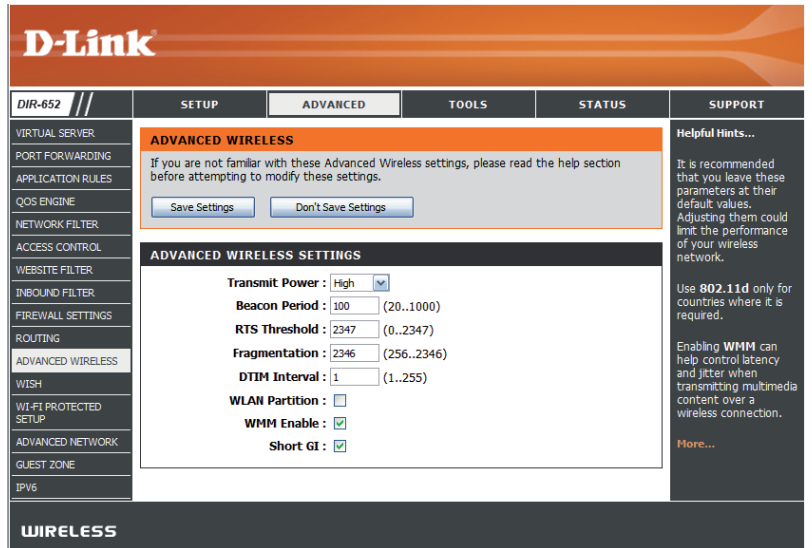 D-Link
DIR-652
SETUP
ADVANCED
TOOLS
STATUS
SUPPORT
VIRTUAL SERVER
PORT FORWARDING
APPLICATION RULES
QOS ENGINE
NETWORK FILTER
ACCESS CONTROL
WEBSITE FILTER
INBOUND FILTER
FIREWALL SETTINGS
ROUTING
ADVANCED WIRELESS
WISH
WI-FI PROTECTED
SETUP
ADVANCED NETWORK
GUEST ZONE
IPV6
ADVANCED WIRELESS
If you are not familiar with these Advanced Wireless settings, please read the help section
before attempting to modify these settings.
Save Settings
Don't Save Settings
ADVANCED WIRELESS SETTINGS
Transmit Power : High
Beacon Period : 100 (20..1000)
RTS Threshold : 2347 (0..2347)
Fragmentation : 2346 (256..2346)
DTIM Interval : 1 (1..255)
WLAN Partition :
WMM Enable :
Short GI :
Helpful Hints...
It is recommended
that you leave these
parameters at their
default values.
Adjusting them could
limit the performance
of your wireless
network.
Use 802.11d only for
countries where it is
required.
Enabling WMM can
help control latency
and jitter when
transmitting multimedia
content over a
wireless connection.
More...
WIRELESS